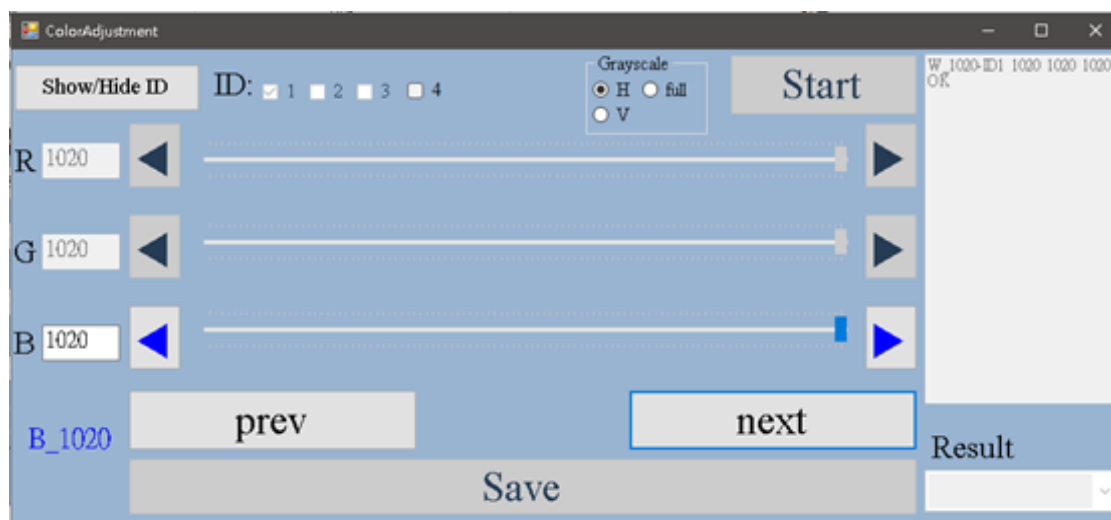 ColorAdjustment
Show/Hide ID
ID: 1 2 3 4
Grayscale
H full
V
Start
W_1020-ID1 1020 1020 1020
OK
R 1020
G 1020
B 1020
B_1020
prev
next
Save
Result